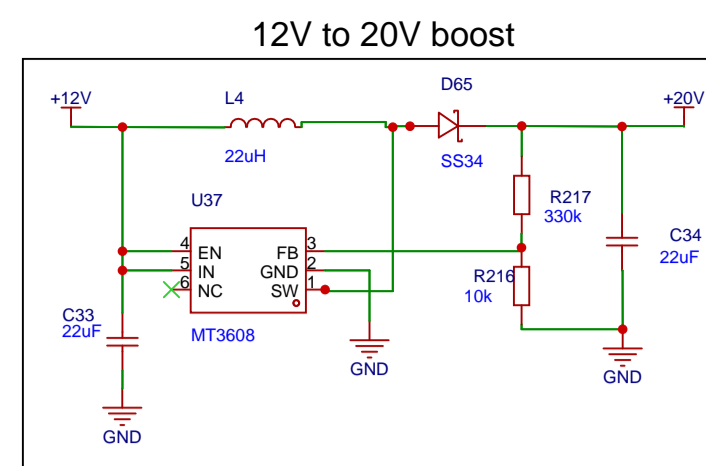 12V to 20V boost
+12V
L4
22uH
D65
SS34
+20V
U37
R217
330k
C34
22uF
4
EN
FB
3
5
IN
GND
2
6
NC
SW
1
R216
10k
C33
22uF
MT3608
GND
GND
GND